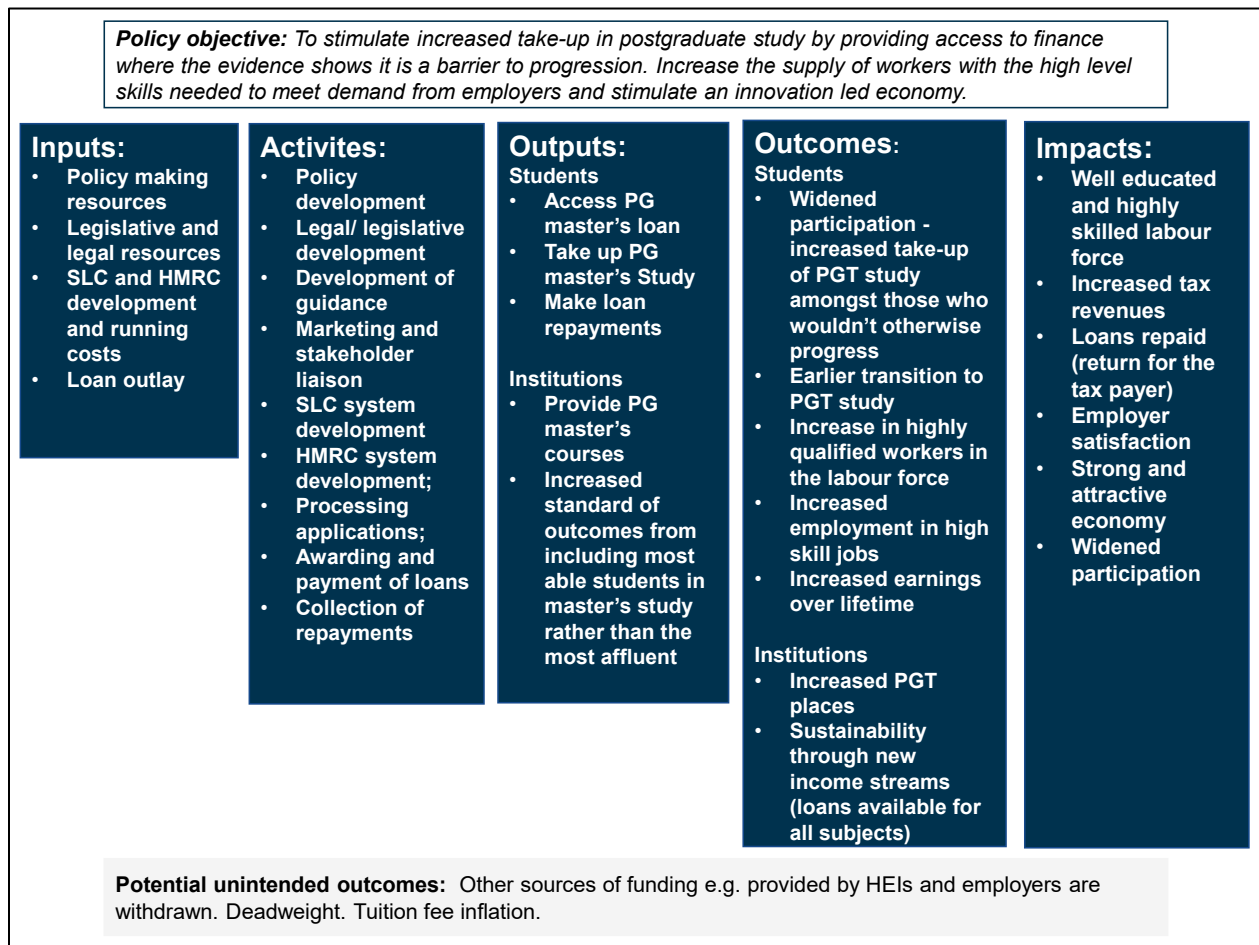 Policy objective: To stimulate increased take-up in postgraduate study by providing access to finance
where the evidence shows it is a barrier to progression. Increase the supply of workers with the high level
skills needed to meet demand from employers and stimulate an innovation led economy.
Inputs:
• Policy making
resources
• Legislative and
legal resources
• SLC and HMRC
development
and running
costs
• Loan outlay
Activites:
• Policy
development
• Legal/ legislative
development
• Development of
guidance
• Marketing and
stakeholder
liaison
• SLC system
development
• HMRC system
development;
• Processing
applications;
• Awarding and
payment of loans
• Collection of
repayments
Outputs:
Students
• Access PG
master's loan
• Take up PG
master's Study
• Make loan
repayments
Institutions
• Provide PG
master's
courses
• Increased
standard of
outcomes from
including most
able students in
master's study
rather than the
most affluent
Outcomes:
Students
• Widened
participation -
increased take-up
of PGT study
amongst those who
wouldn't otherwise
progress
• Earlier transition to
PGT study
• Increase in highly
qualified workers in
the labour force
• Increased
employment in high
skill jobs
• Increased earnings
over lifetime
Institutions
• Increased PGT
places
• Sustainability
through new
income streams
(loans available for
all subjects)
Impacts:
• Well educated
and highly
skilled labour
force
• Increased tax
revenues
• Loans repaid
(return for the
tax payer)
• Employer
satisfaction
• Strong and
attractive
economy
• Widened
participation
Potential unintended outcomes: Other sources of funding e.g. provided by HEIs and employers are
withdrawn. Deadweight. Tuition fee inflation.